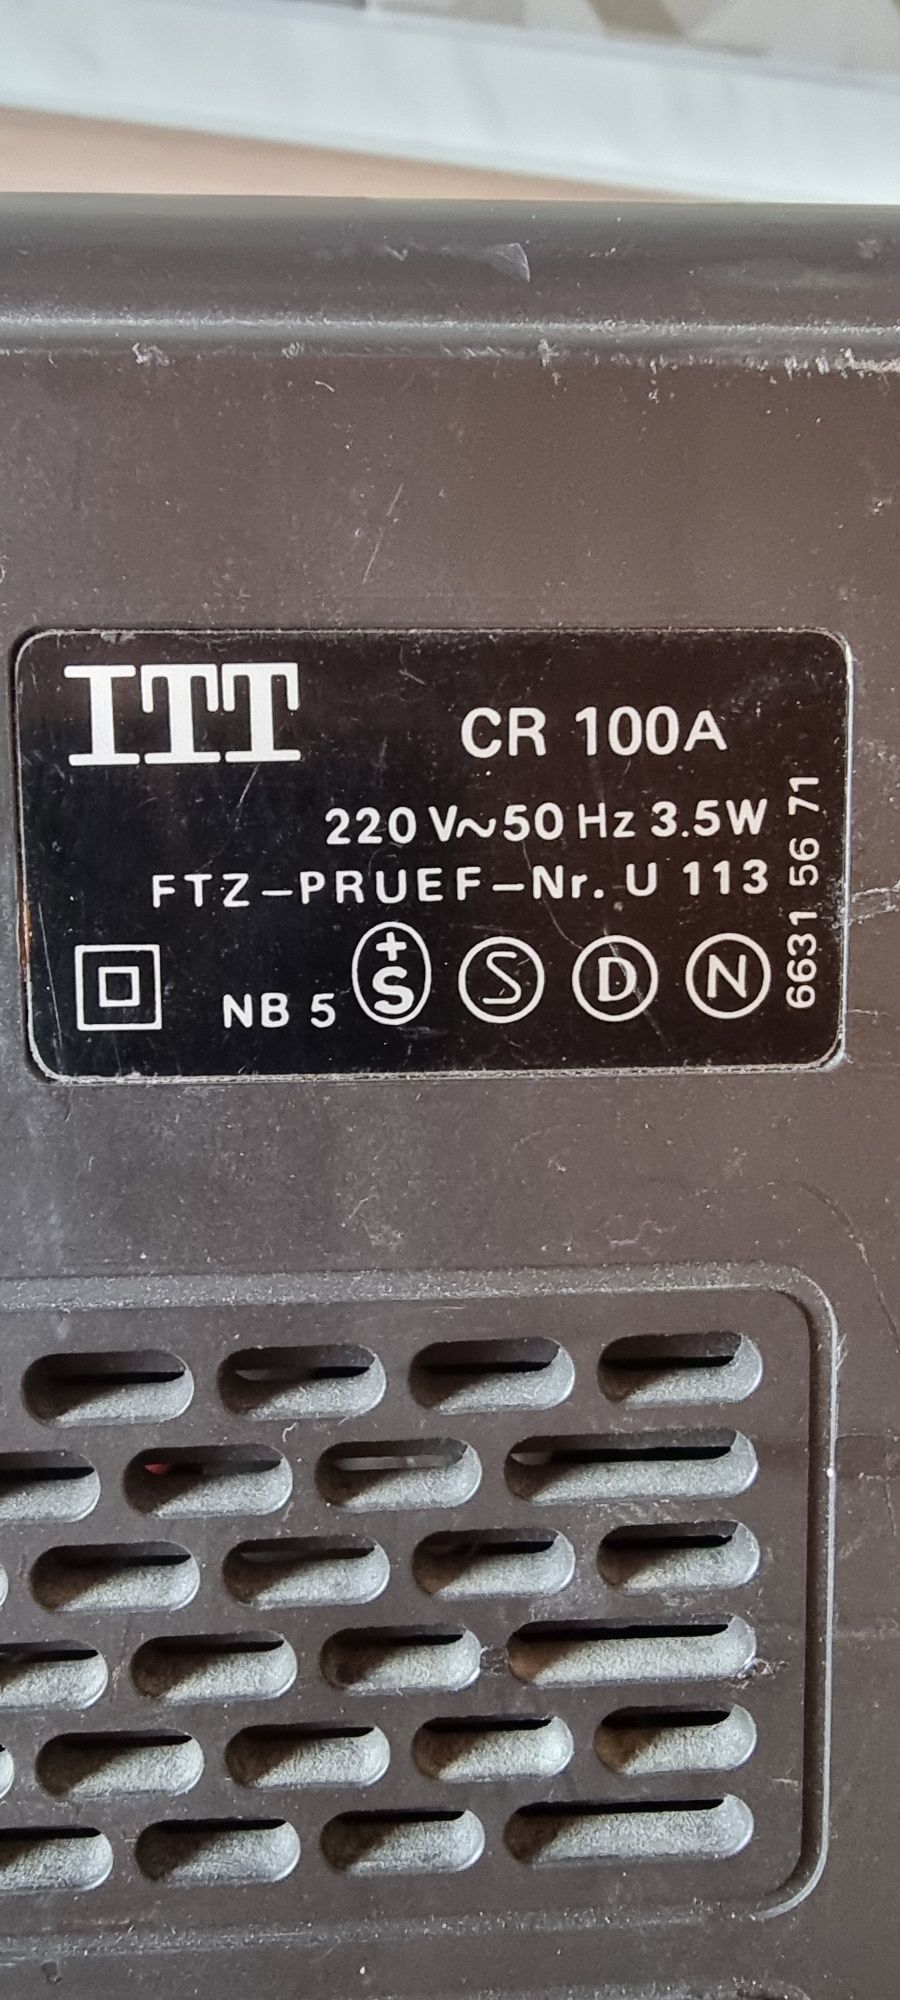 ITT
CR 100A
220 V~50 Hz 3.5W
FTZ-PRUEF-Nr. U 113
NB 5 +S S D N
6631 56 71